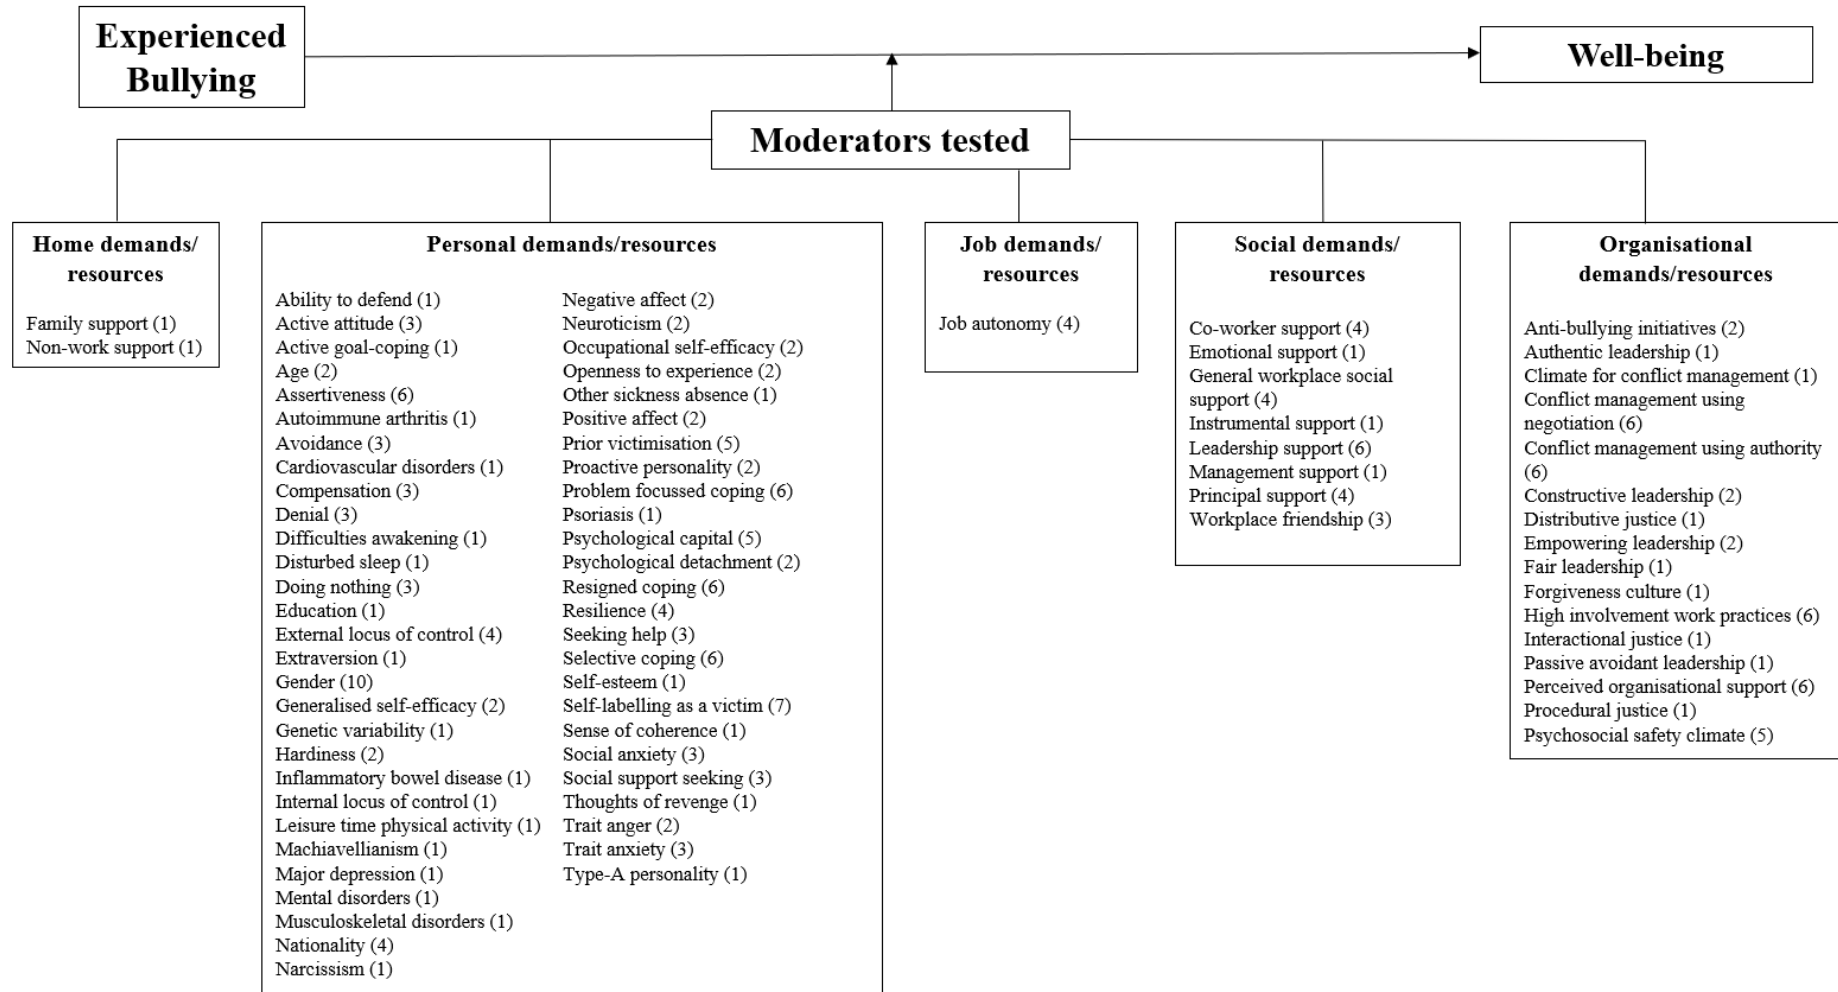 Experienced
Bullying
Well-being
Moderators tested
Home demands/
resources
Family support (1)
Non-work support (1)
Personal demands/resources
Ability to defend (1)
Active attitude (3)
Active goal-coping (1)
Age (2)
Assertiveness (6)
Autoimmune arthritis (1)
Avoidance (3)
Cardiovascular disorders (1)
Compensation (3)
Denial (3)
Difficulties awakening (1)
Disturbed sleep (1)
Doing nothing (3)
Education (1)
External locus of control (4)
Extraversion (1)
Gender (10)
Generalised self-efficacy (2)
Genetic variability (1)
Hardiness (2)
Inflammatory bowel disease (1)
Internal locus of control (1)
Leisure time physical activity (1)
Machiavellianism (1)
Major depression (1)
Mental disorders (1)
Musculoskeletal disorders (1)
Nationality (4)
Narcissism (1)
Negative affect (2)
Neuroticism (2)
Occupational self-efficacy (2)
Openness to experience (2)
Other sickness absence (1)
Positive affect (2)
Prior victimisation (5)
Proactive personality (2)
Problem focussed coping (6)
Psoriasis (1)
Psychological capital (5)
Psychological detachment (2)
Resigned coping (6)
Resilience (4)
Seeking help (3)
Selective coping (6)
Self-esteem (1)
Self-labelling as a victim (7)
Sense of coherence (1)
Social anxiety (3)
Social support seeking (3)
Thoughts of revenge (1)
Trait anger (2)
Trait anxiety (3)
Type-A personality (1)
Job demands/
resources
Job autonomy (4)
Social demands/
resources
Co-worker support (4)
Emotional support (1)
General workplace social
support (4)
Instrumental support (1)
Leadership support (6)
Management support (1)
Principal support (4)
Workplace friendship (3)
Organisational
demands/resources
Anti-bullying initiatives (2)
Authentic leadership (1)
Climate for conflict management (1)
Conflict management using
negotiation (6)
Conflict management using authority
(6)
Constructive leadership (2)
Distributive justice (1)
Empowering leadership (2)
Fair leadership (1)
Forgiveness culture (1)
High involvement work practices (6)
Interactional justice (1)
Passive avoidant leadership (1)
Perceived organisational support (6)
Procedural justice (1)
Psychosocial safety climate (5)